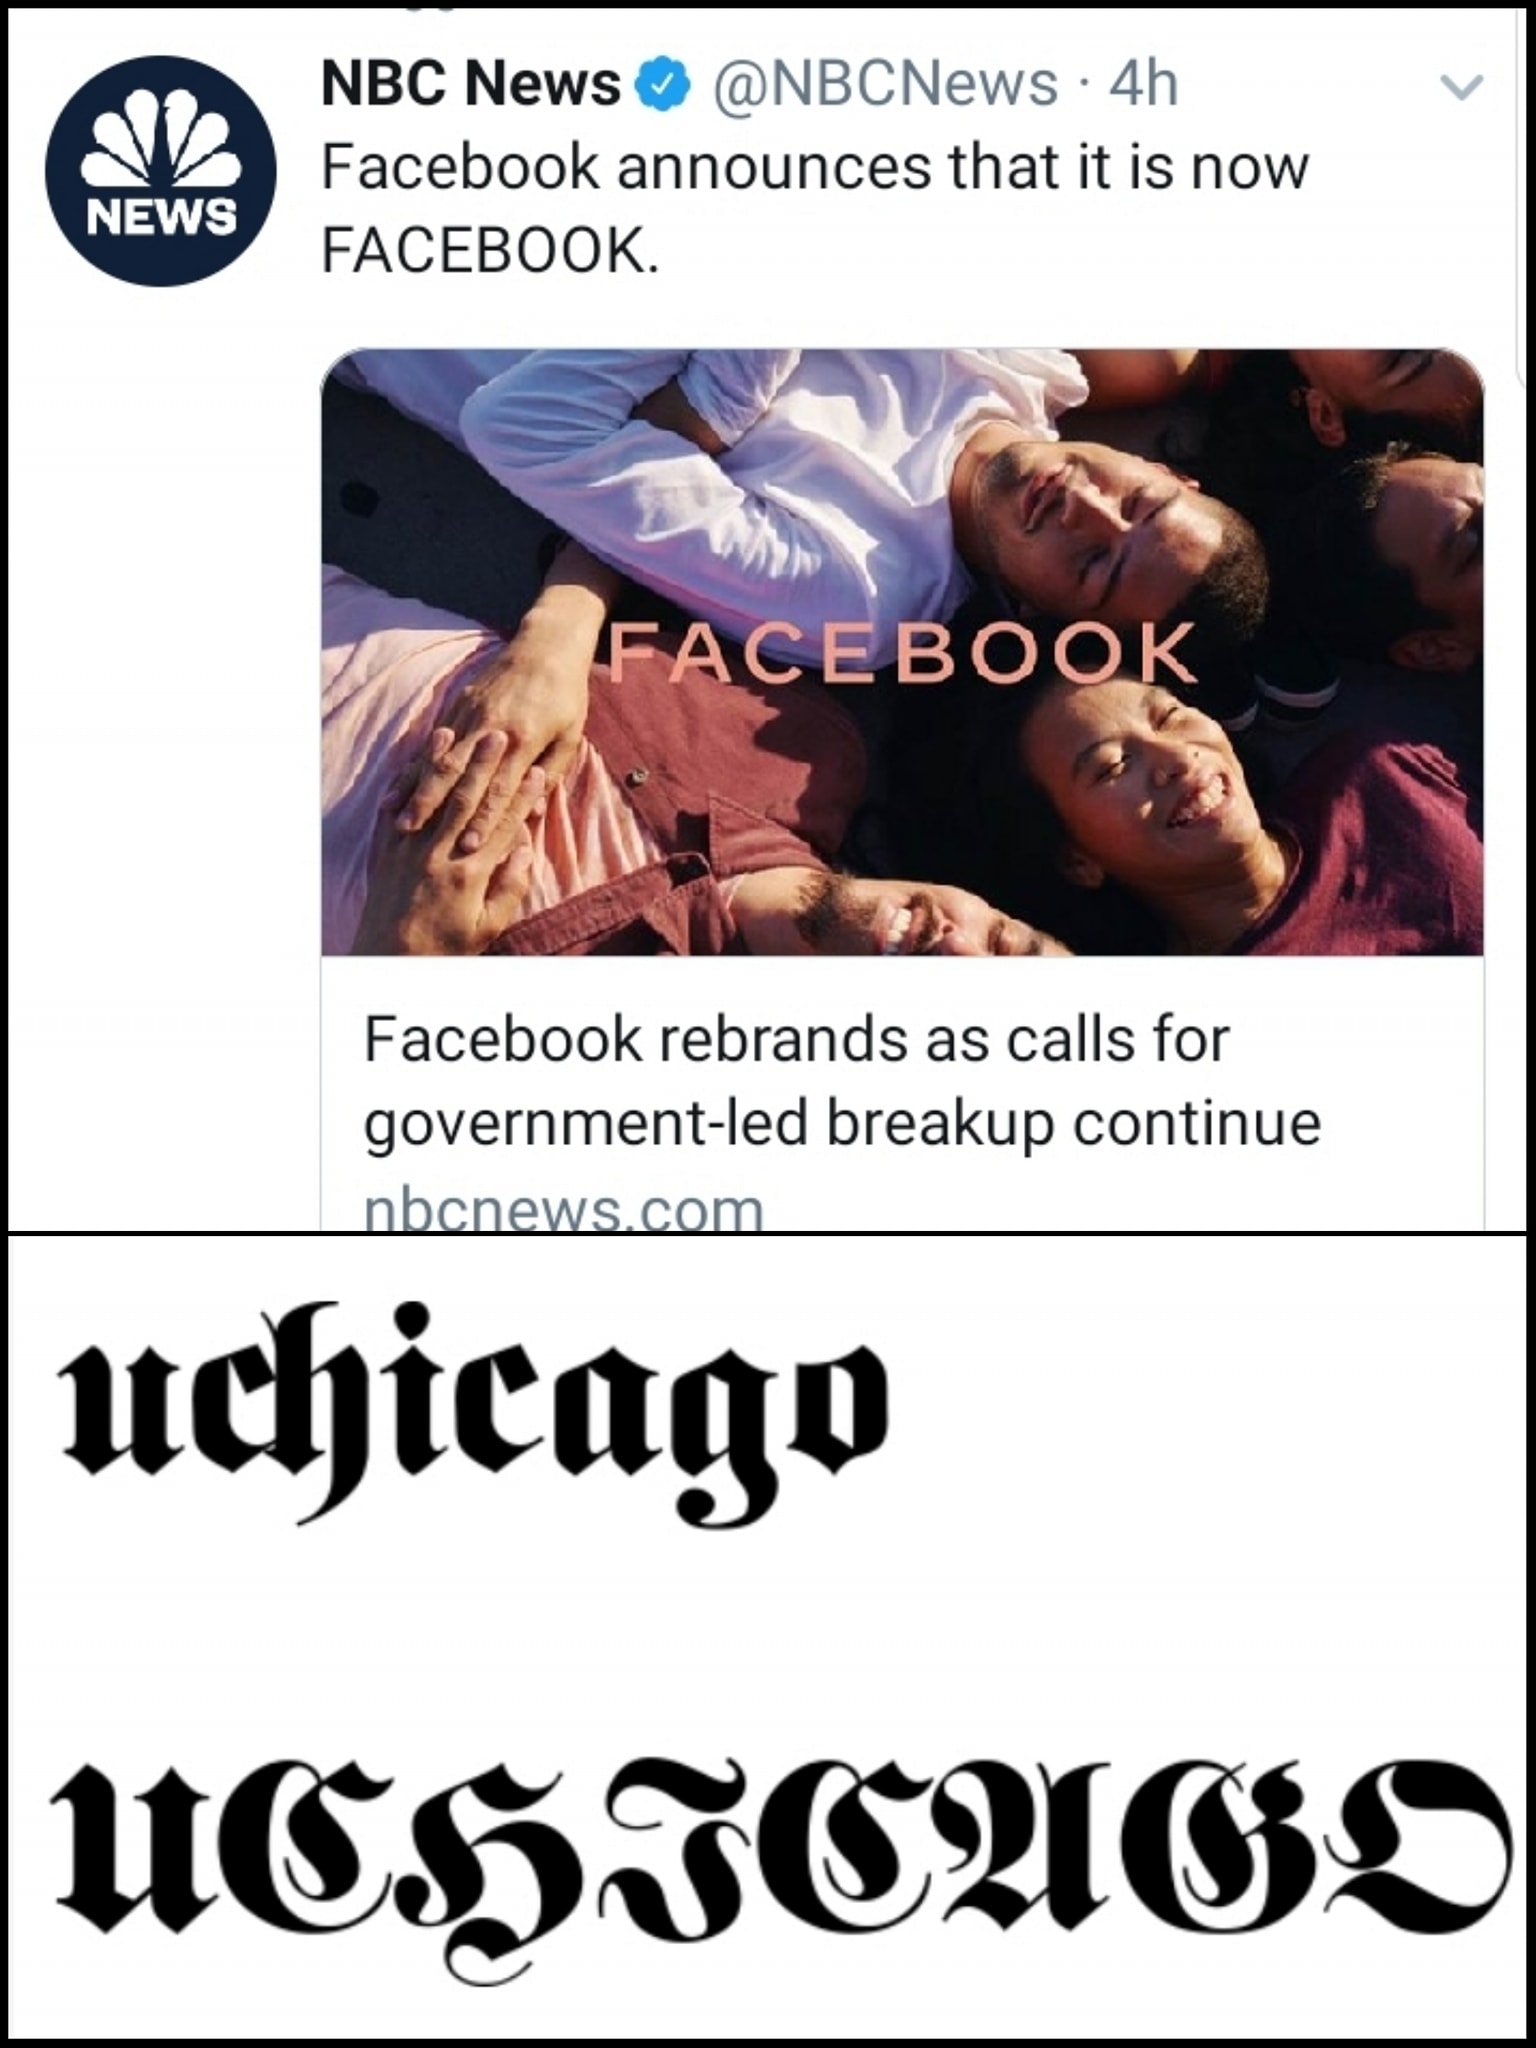 NBC News @NBCNews · 4h
NEWS
Facebook announces that it is now
FACEBOOK.
FACEBOOK
Facebook rebrands as calls for
government-led breakup continue
nbcnews.com
uchicago
uCHICAGO